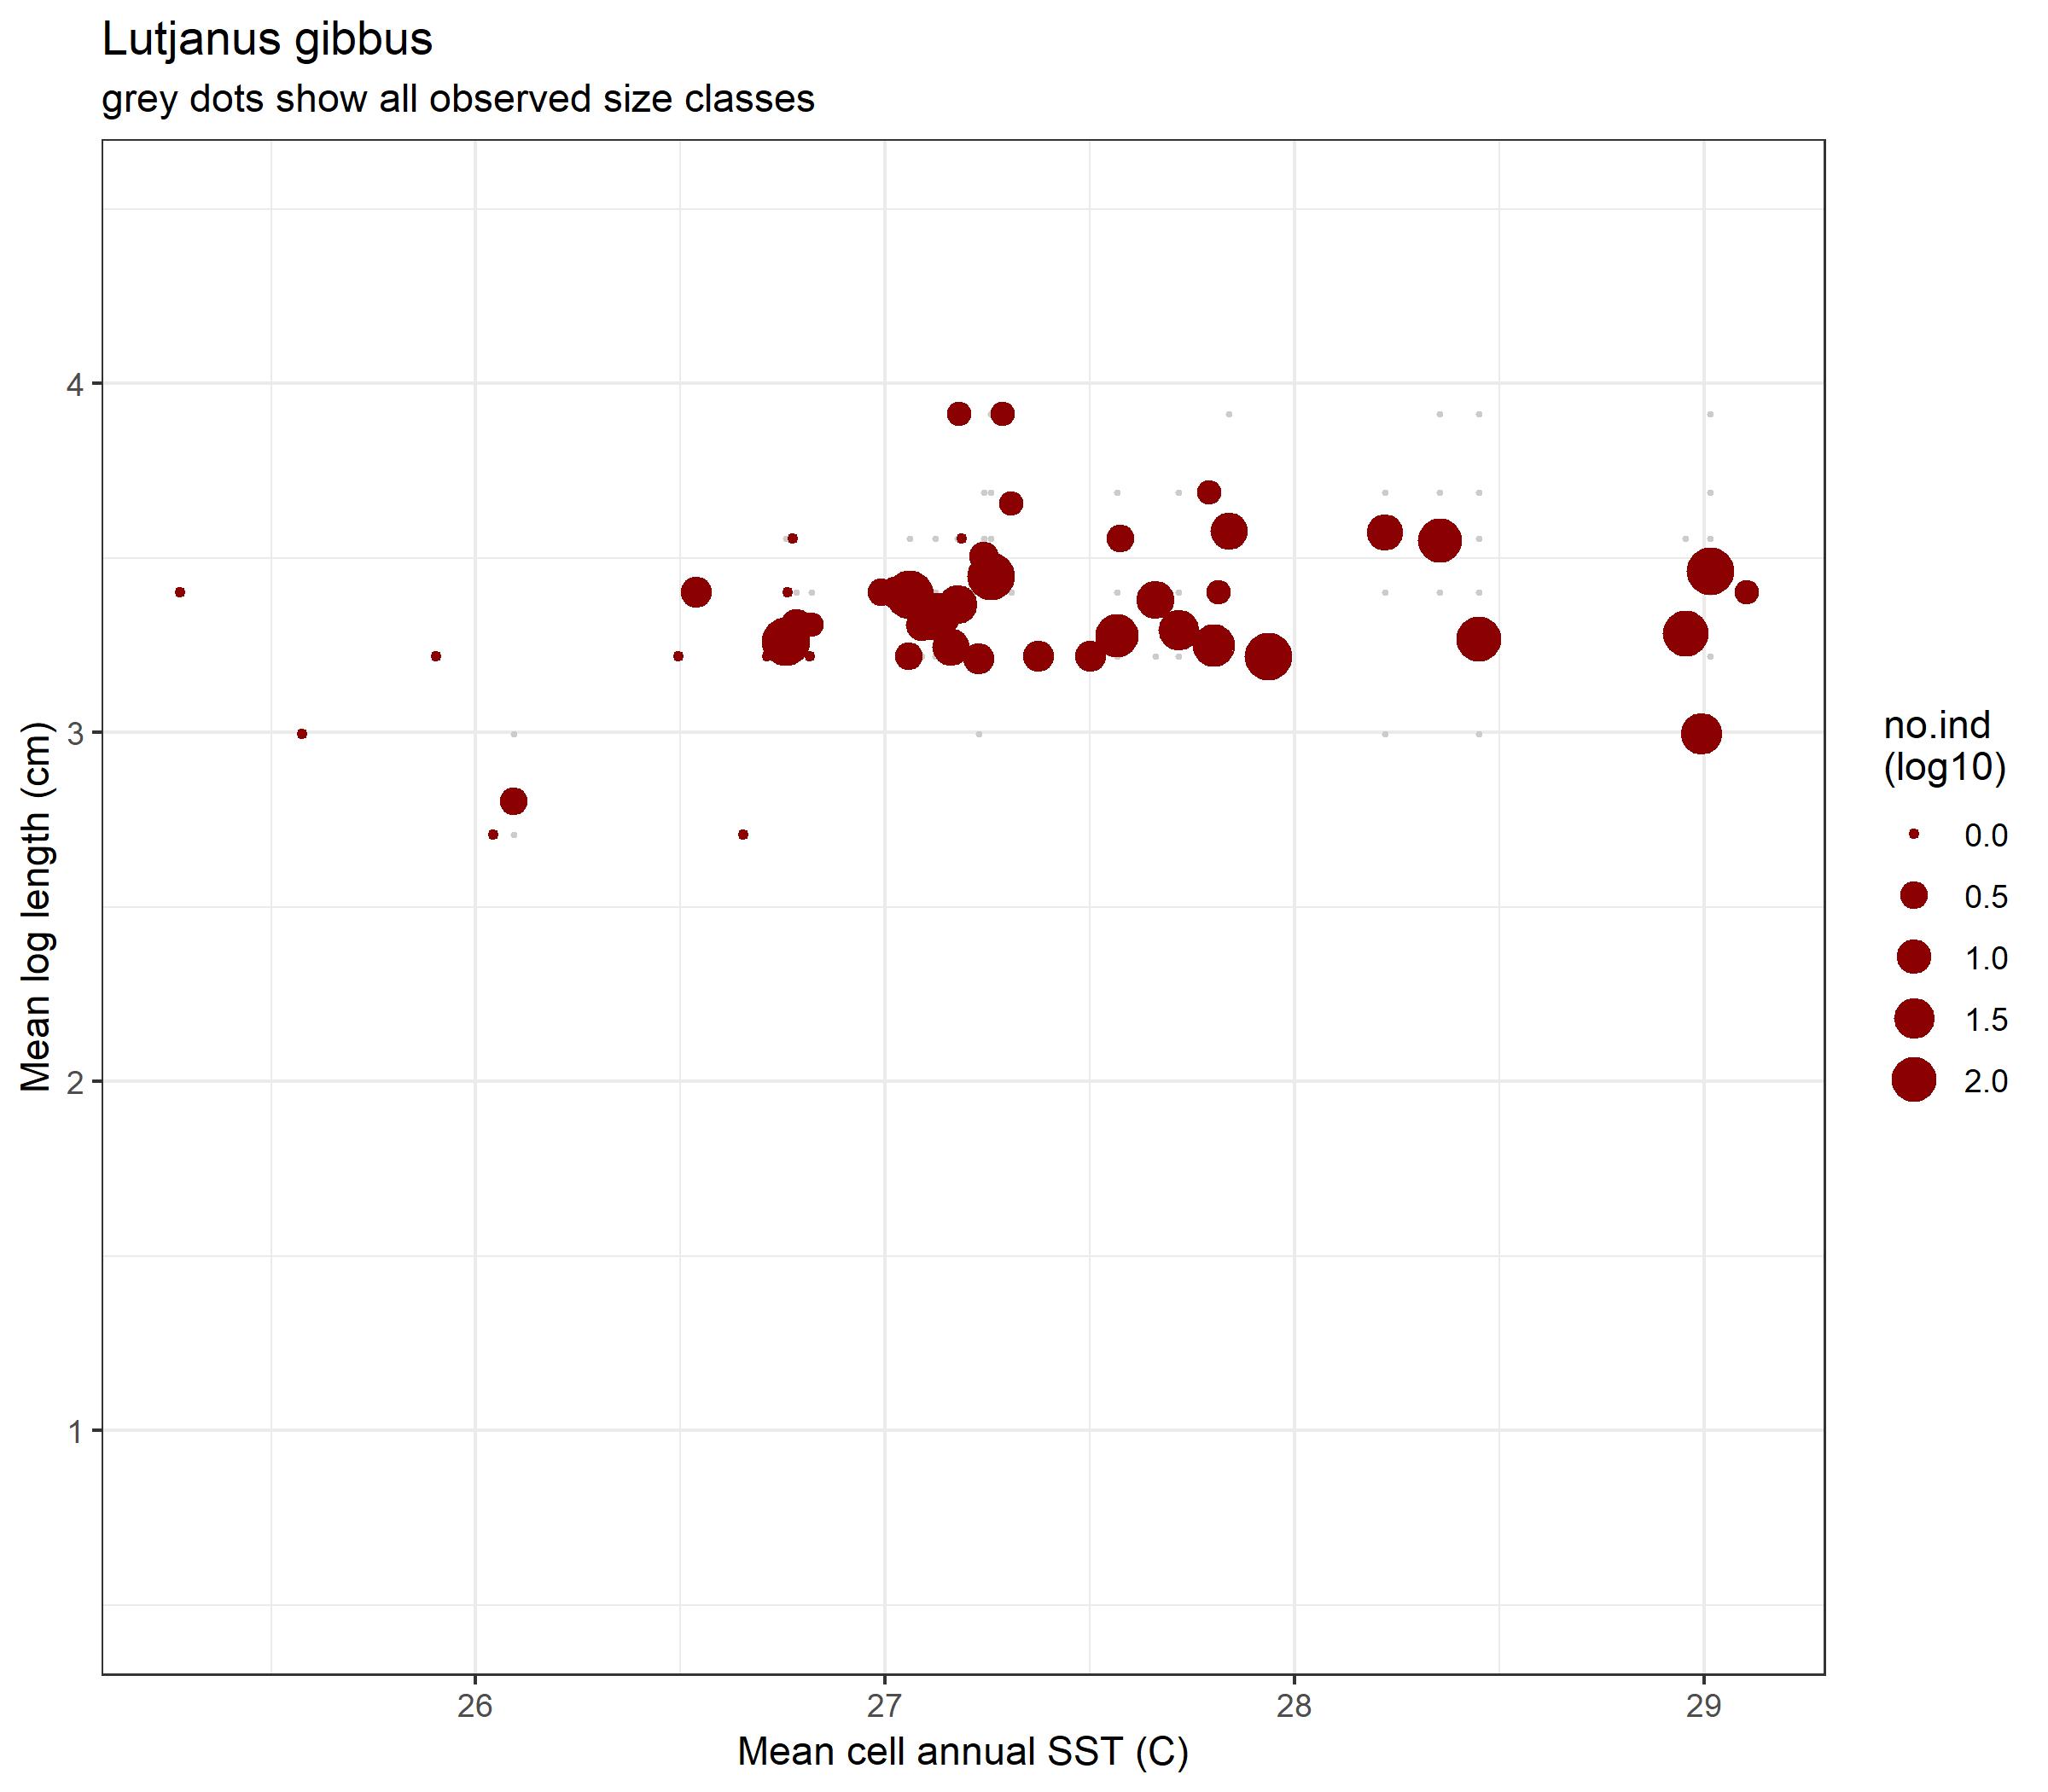 Lutjanus gibbus
grey dots show all observed size classes
Mean log length (cm)
4
3
2
1
26
27
28
29
Mean cell annual SST (C)
no.ind
(log10)
0.0
0.5
1.0
1.5
2.0